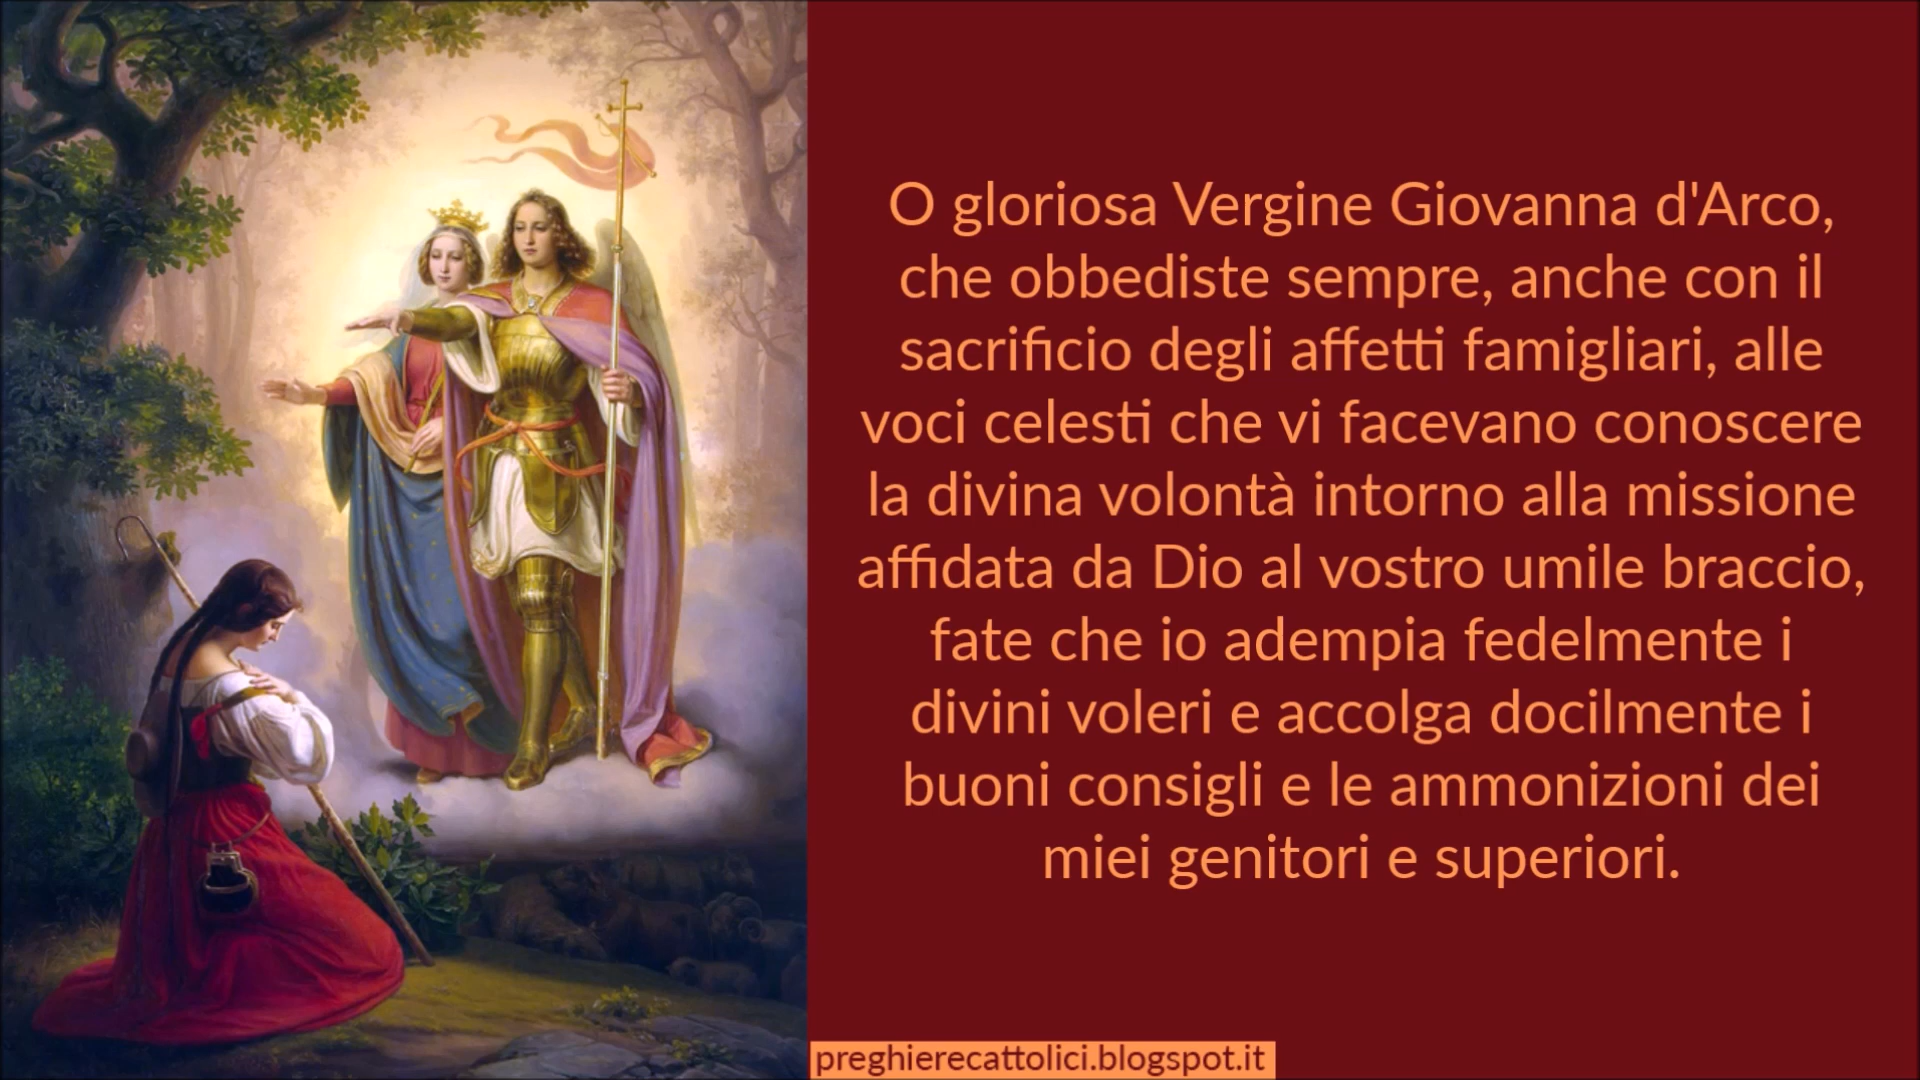 O gloriosa Vergine Giovanna d'Arco,
che obbediste sempre, anche con il
sacrificio degli affetti famigliari, alle
voci celesti che vi facevano conoscere
la divina volontà intorno alla missione
affidata da Dio al vostro umile braccio,
fate che io adempia fedelmente i
divini voleri e accolga docilmente i
buoni consigli e le ammonizioni dei
miei genitori e superiori.
preghierecattolici.blogspot.it